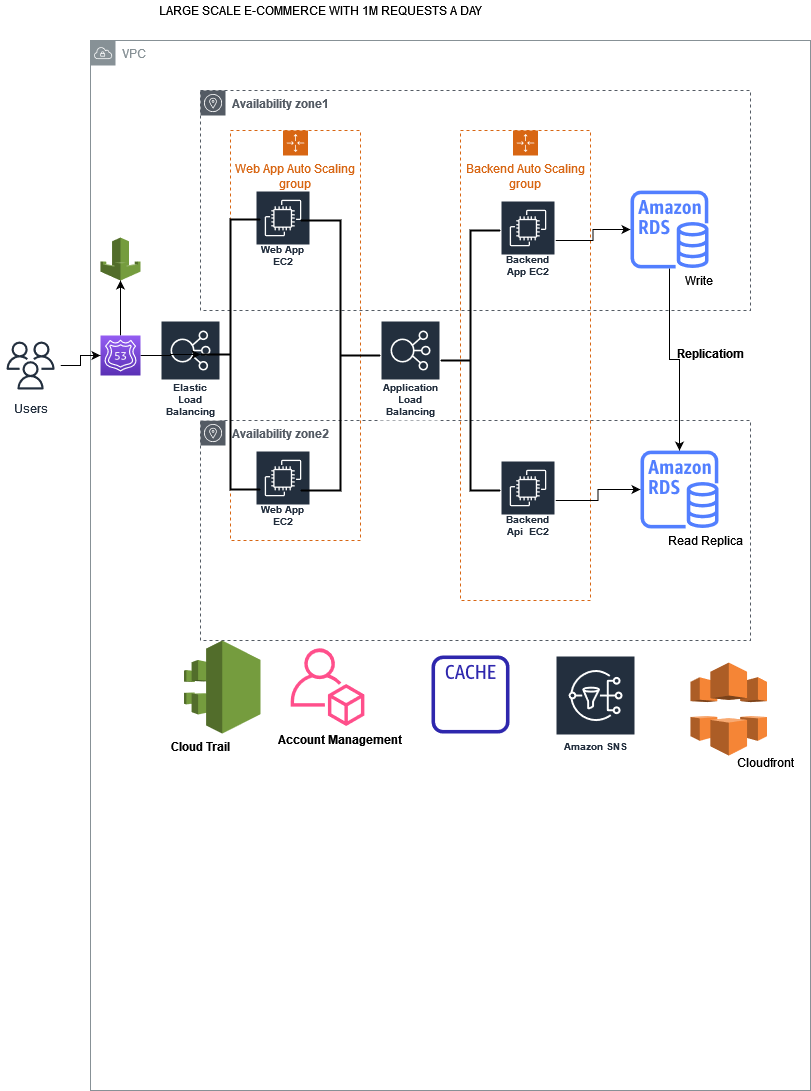 LARGE SCALE E-COMMERCE WITH 1M REQUESTS A DAY
VPC
Availability zone1
Web App Auto Scaling
group
Backend Auto Scaling
group
Web App
EC2
Backend
App EC2
Amazon
RDS
Write
53
Users
Elastic
Load
Balancing
Application
Load
Balancing
Replicatiom
Availability zone2
Web App
EC2
Backend
Api EC2
Amazon
RDS
Read Replica
Cloud Trail
Account Management
CACHE
Amazon SNS
Cloudfront